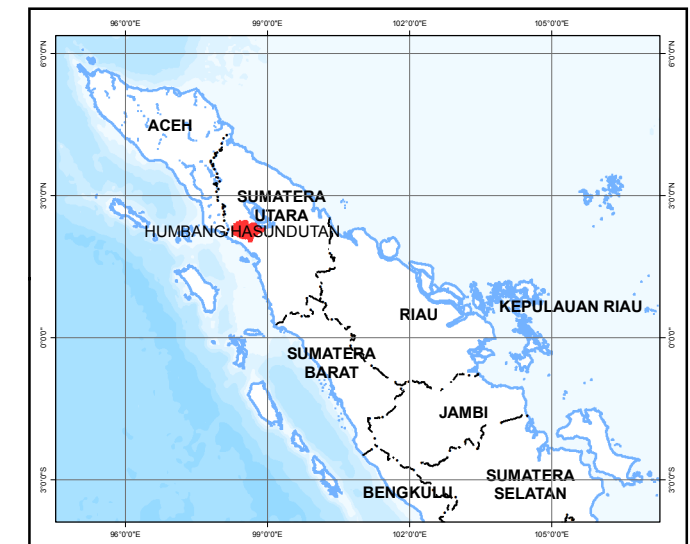 96°0'0"E 99°0'0"E 102°0'0"E 105°0'0"E
6°0'0"N 6°0'0"N
ACEH
3°0'0"N 3°0'0"N
SUMATERA
UTARA
HUMBANG HASUNDUTAN
RIAU
KEPULAUAN RIAU
0°0'0" 0°0'0"
SUMATERA
BARAT
JAMBI
SUMATERA
SELATAN
BENGKULU
3°0'0"S 3°0'0"S
96°0'0"E 99°0'0"E 102°0'0"E 105°0'0"E